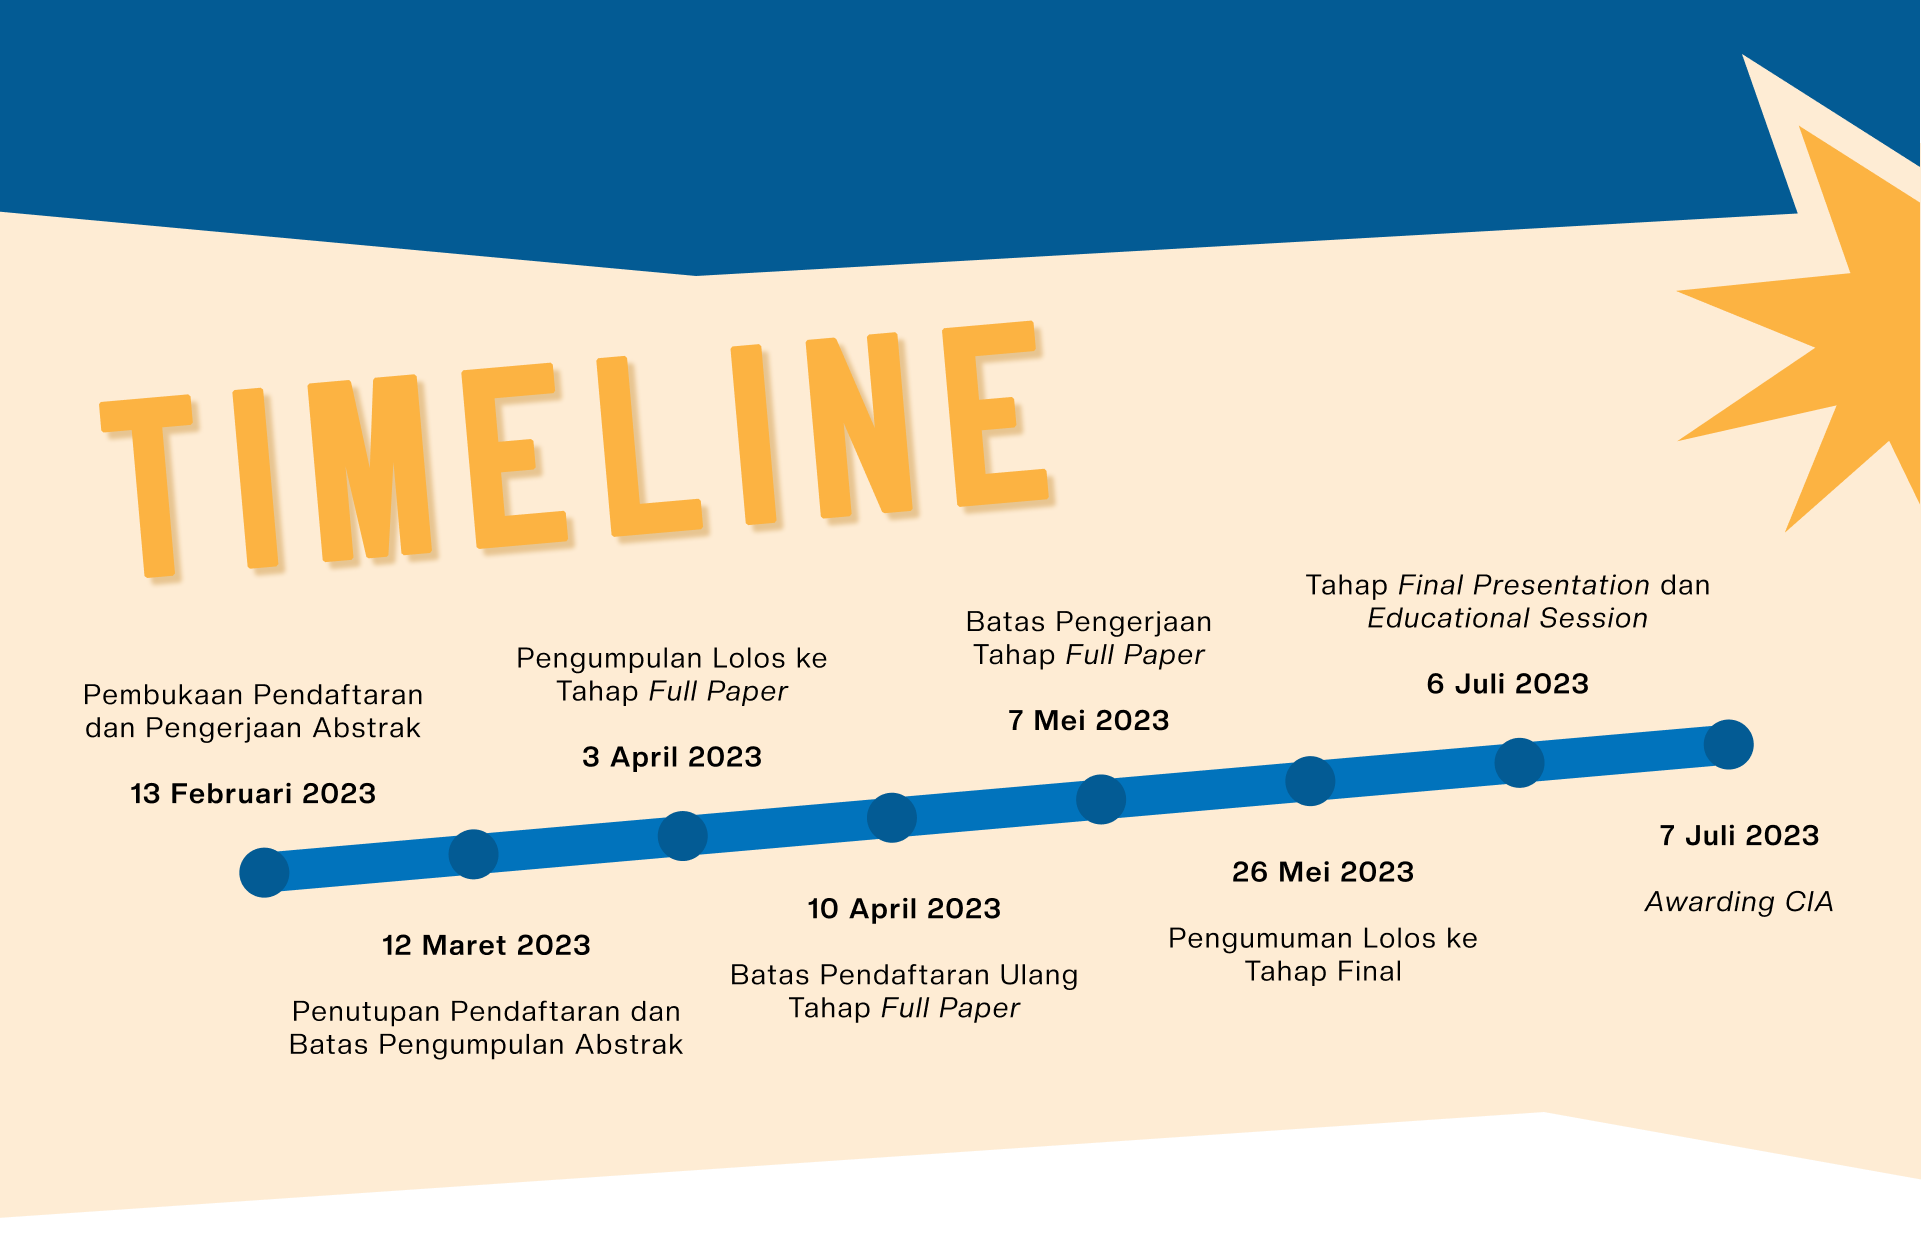 TIMELINE
Pembukaan Pendaftaran
dan Pengerjaan Abstrak
13 Februari 2023
12 Maret 2023
Penutupan Pendaftaran dan
Batas Pengumpulan Abstrak
Pengumpulan Lolos ke
Tahap Full Paper
3 April 2023
10 April 2023
Batas Pendaftaran Ulang
Tahap Full Paper
Batas Pengerjaan
Tahap Full Paper
7 Mei 2023
26 Mei 2023
Pengumuman Lolos ke
Tahap Final
Tahap Final Presentation dan
Educational Session
6 Juli 2023
7 Juli 2023
Awarding CIA